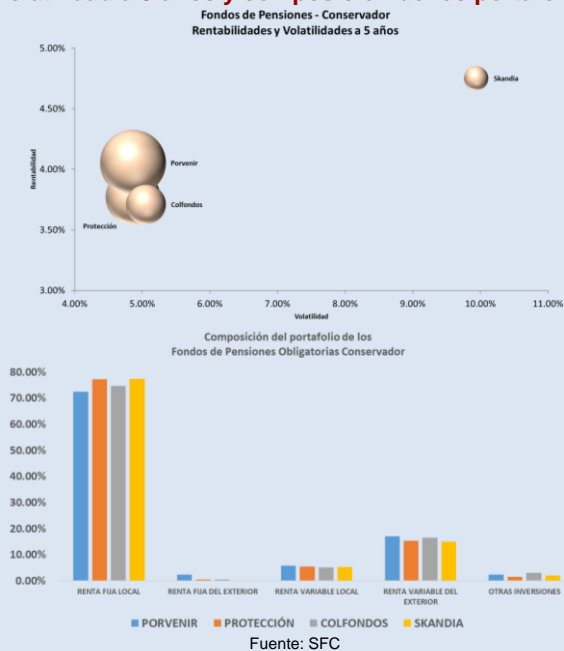 Fondos de Pensiones - Conservador
Rentabilidades y Volatilidades a 5 años
5.00%
4.50%
4.00%
3.50%
3.00%
Rentabilidad
Skandia
Porvenir
Colfondos
Protección
4.00%
5.00%
6.00%
7.00%
8.00%
9.00%
10.00%
11.00%
Volatilidad
Composición del portafolio de los
Fondos de Pensiones Obligatorias Conservador
80.00%
70.00%
60.00%
50.00%
40.00%
30.00%
20.00%
10.00%
0.00%
RENTA FIJA LOCAL
RENTA FIJA DEL EXTERIOR
RENTA VARIABLE LOCAL
RENTA VARIABLE DEL
EXTERIOR
OTRAS INVERSIONES
PORVENIR
PROTECCIÓN
COLFONDOS
SKANDIA
Fuente: SFC